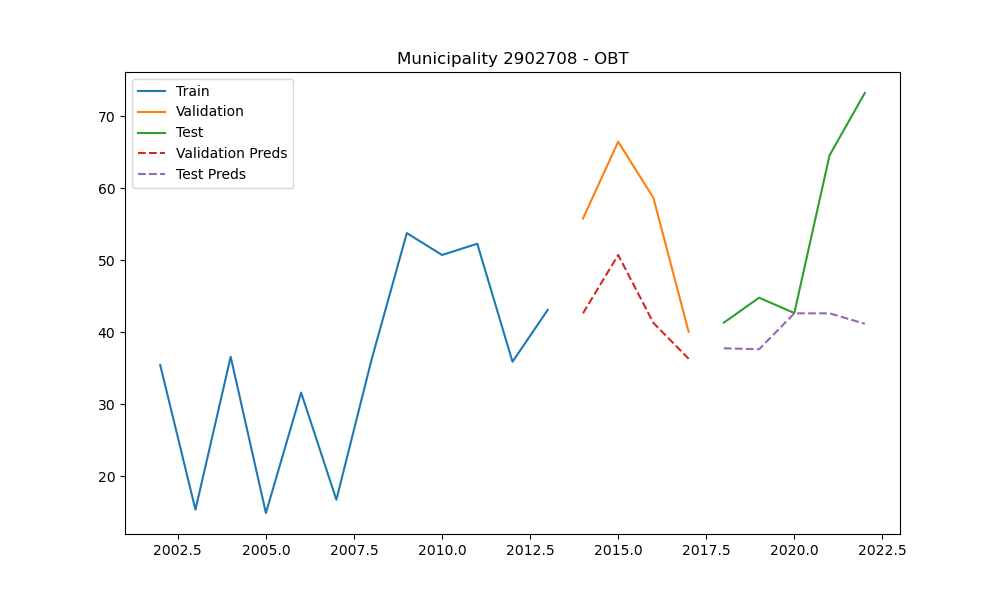 Municipality 2902708 - OBT
Train
Validation
Test
Validation Preds
Test Preds
70
60
50
40
30
20
2002.5 2005.0 2007.5 2010.0 2012.5 2015.0 2017.5 2020.0 2022.5